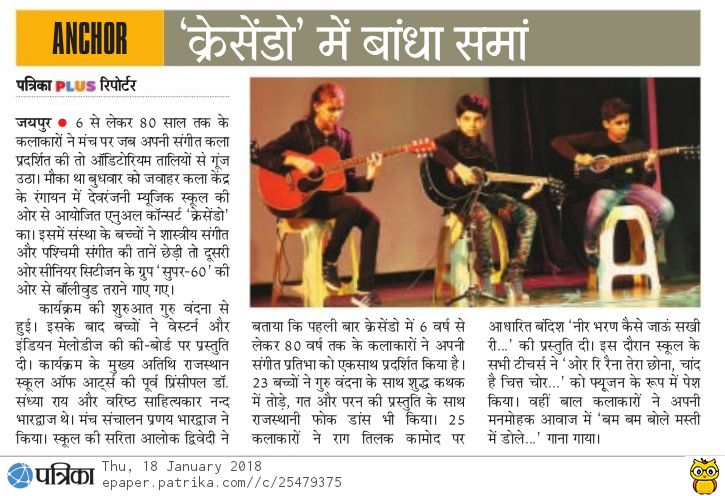 ANCHOR
‘क्रेसेंडो’ में बांधा समां
पत्रिका PLUS रिपोर्टर
जयपुर ● 6 से लेकर 80 साल तक के
कलाकारों ने मंच पर जब अपनी संगीत कला
प्रदर्शित की तो ऑडिटोरियम तालियों से गूंज
उठा। मौका था बुधवार को जवाहर कला केंद्र
के रंगायन में देवरंजनी म्यूजिक स्कूल की
ओर से आयोजित एनुअल कॉन्सर्ट ‘क्रेसेंडो’
का। इसमें संस्था के बच्चों ने शास्त्रीय संगीत
और पश्चिमी संगीत की तानें छेड़ी तो दूसरी
ओर सीनियर सिटीजन के ग्रुप ‘सुपर-60’ की
ओर से बॉलीवुड तराने गाए गए।
कार्यक्रम की शुरुआत गुरु वंदना से
हुई। इसके बाद बच्चों ने वेस्टर्न और
इंडियन मेलोडीज की की-बोर्ड पर प्रस्तुति
दी। कार्यक्रम के मुख्य अतिथि राजस्थान
स्कूल ऑफ आर्ट्स की पूर्व प्रिंसीपल डॉ.
संध्या राय और वरिष्ठ साहित्यकार नन्द
भारद्वाज थे। मंच संचालन प्रणय भारद्वाज ने
किया। स्कूल की सरिता आलोक द्विवेदी ने
बताया कि पहली बार क्रेसेंडो में 6 वर्ष से
लेकर 80 वर्ष तक के कलाकारों ने अपनी
संगीत प्रतिभा को एकसाथ प्रदर्शित किया है।
23 बच्चों ने गुरु वंदना के साथ शुद्ध कथक
में तोड़े, गत और परन की प्रस्तुति के साथ
राजस्थानी फोक डांस भी किया। 25
कलाकारों ने राग तिलक कामोद पर
आधारित बंदिश ‘नीर भरण कैसे जाऊं सखी
री...’ की प्रस्तुति दी। इस दौरान स्कूल के
सभी टीचर्स ने ‘ओर रि रैना तेरा छोना, चांद
है चित्त चोर...’ को फ्यूजन के रूप में पेश
किया। वहीं बाल कलाकारों ने अपनी
मनमोहक आवाज में ‘बम बम बोले मस्ती
में डोले...’ गाना गाया।
पत्रिका
Thu, 18 January 2018
epaper.patrika.com//c/25479375